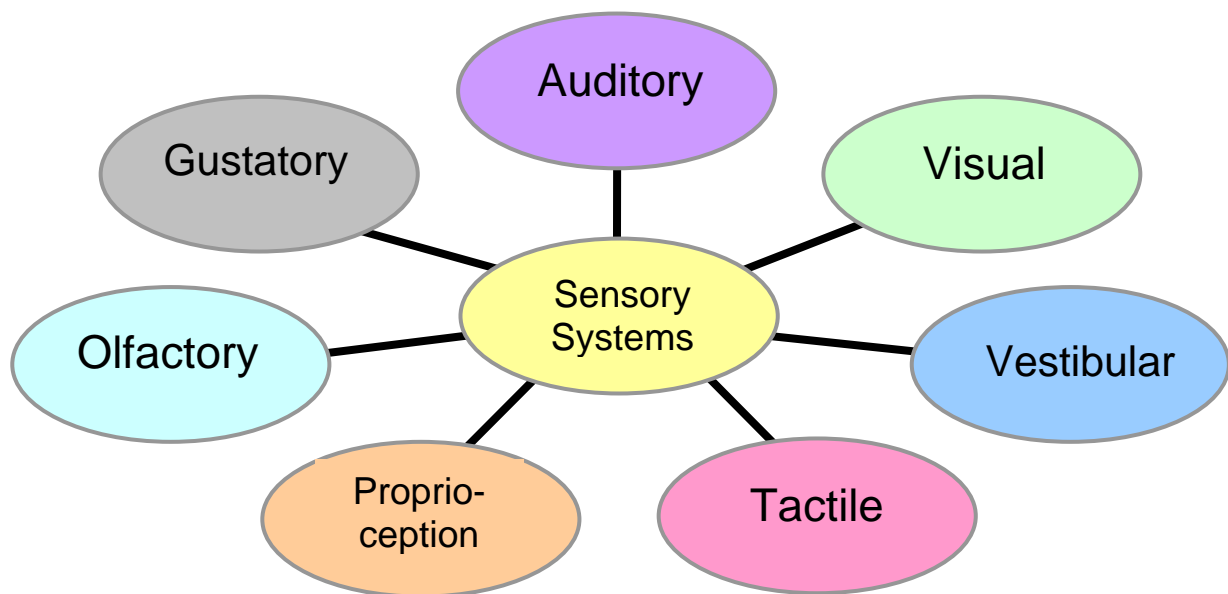 Auditory
Gustatory
Visual
Sensory
Systems
Olfactory
Vestibular
Proprio-
ception
Tactile